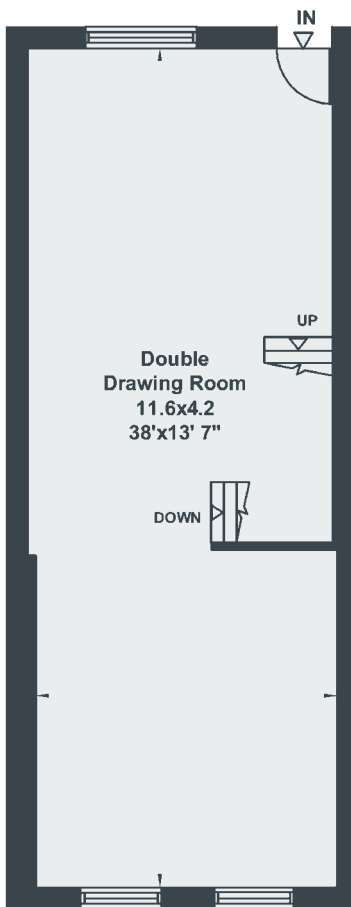 IN
UP
Double
Drawing Room
11.6x4.2
38'x13' 7"
DOWN